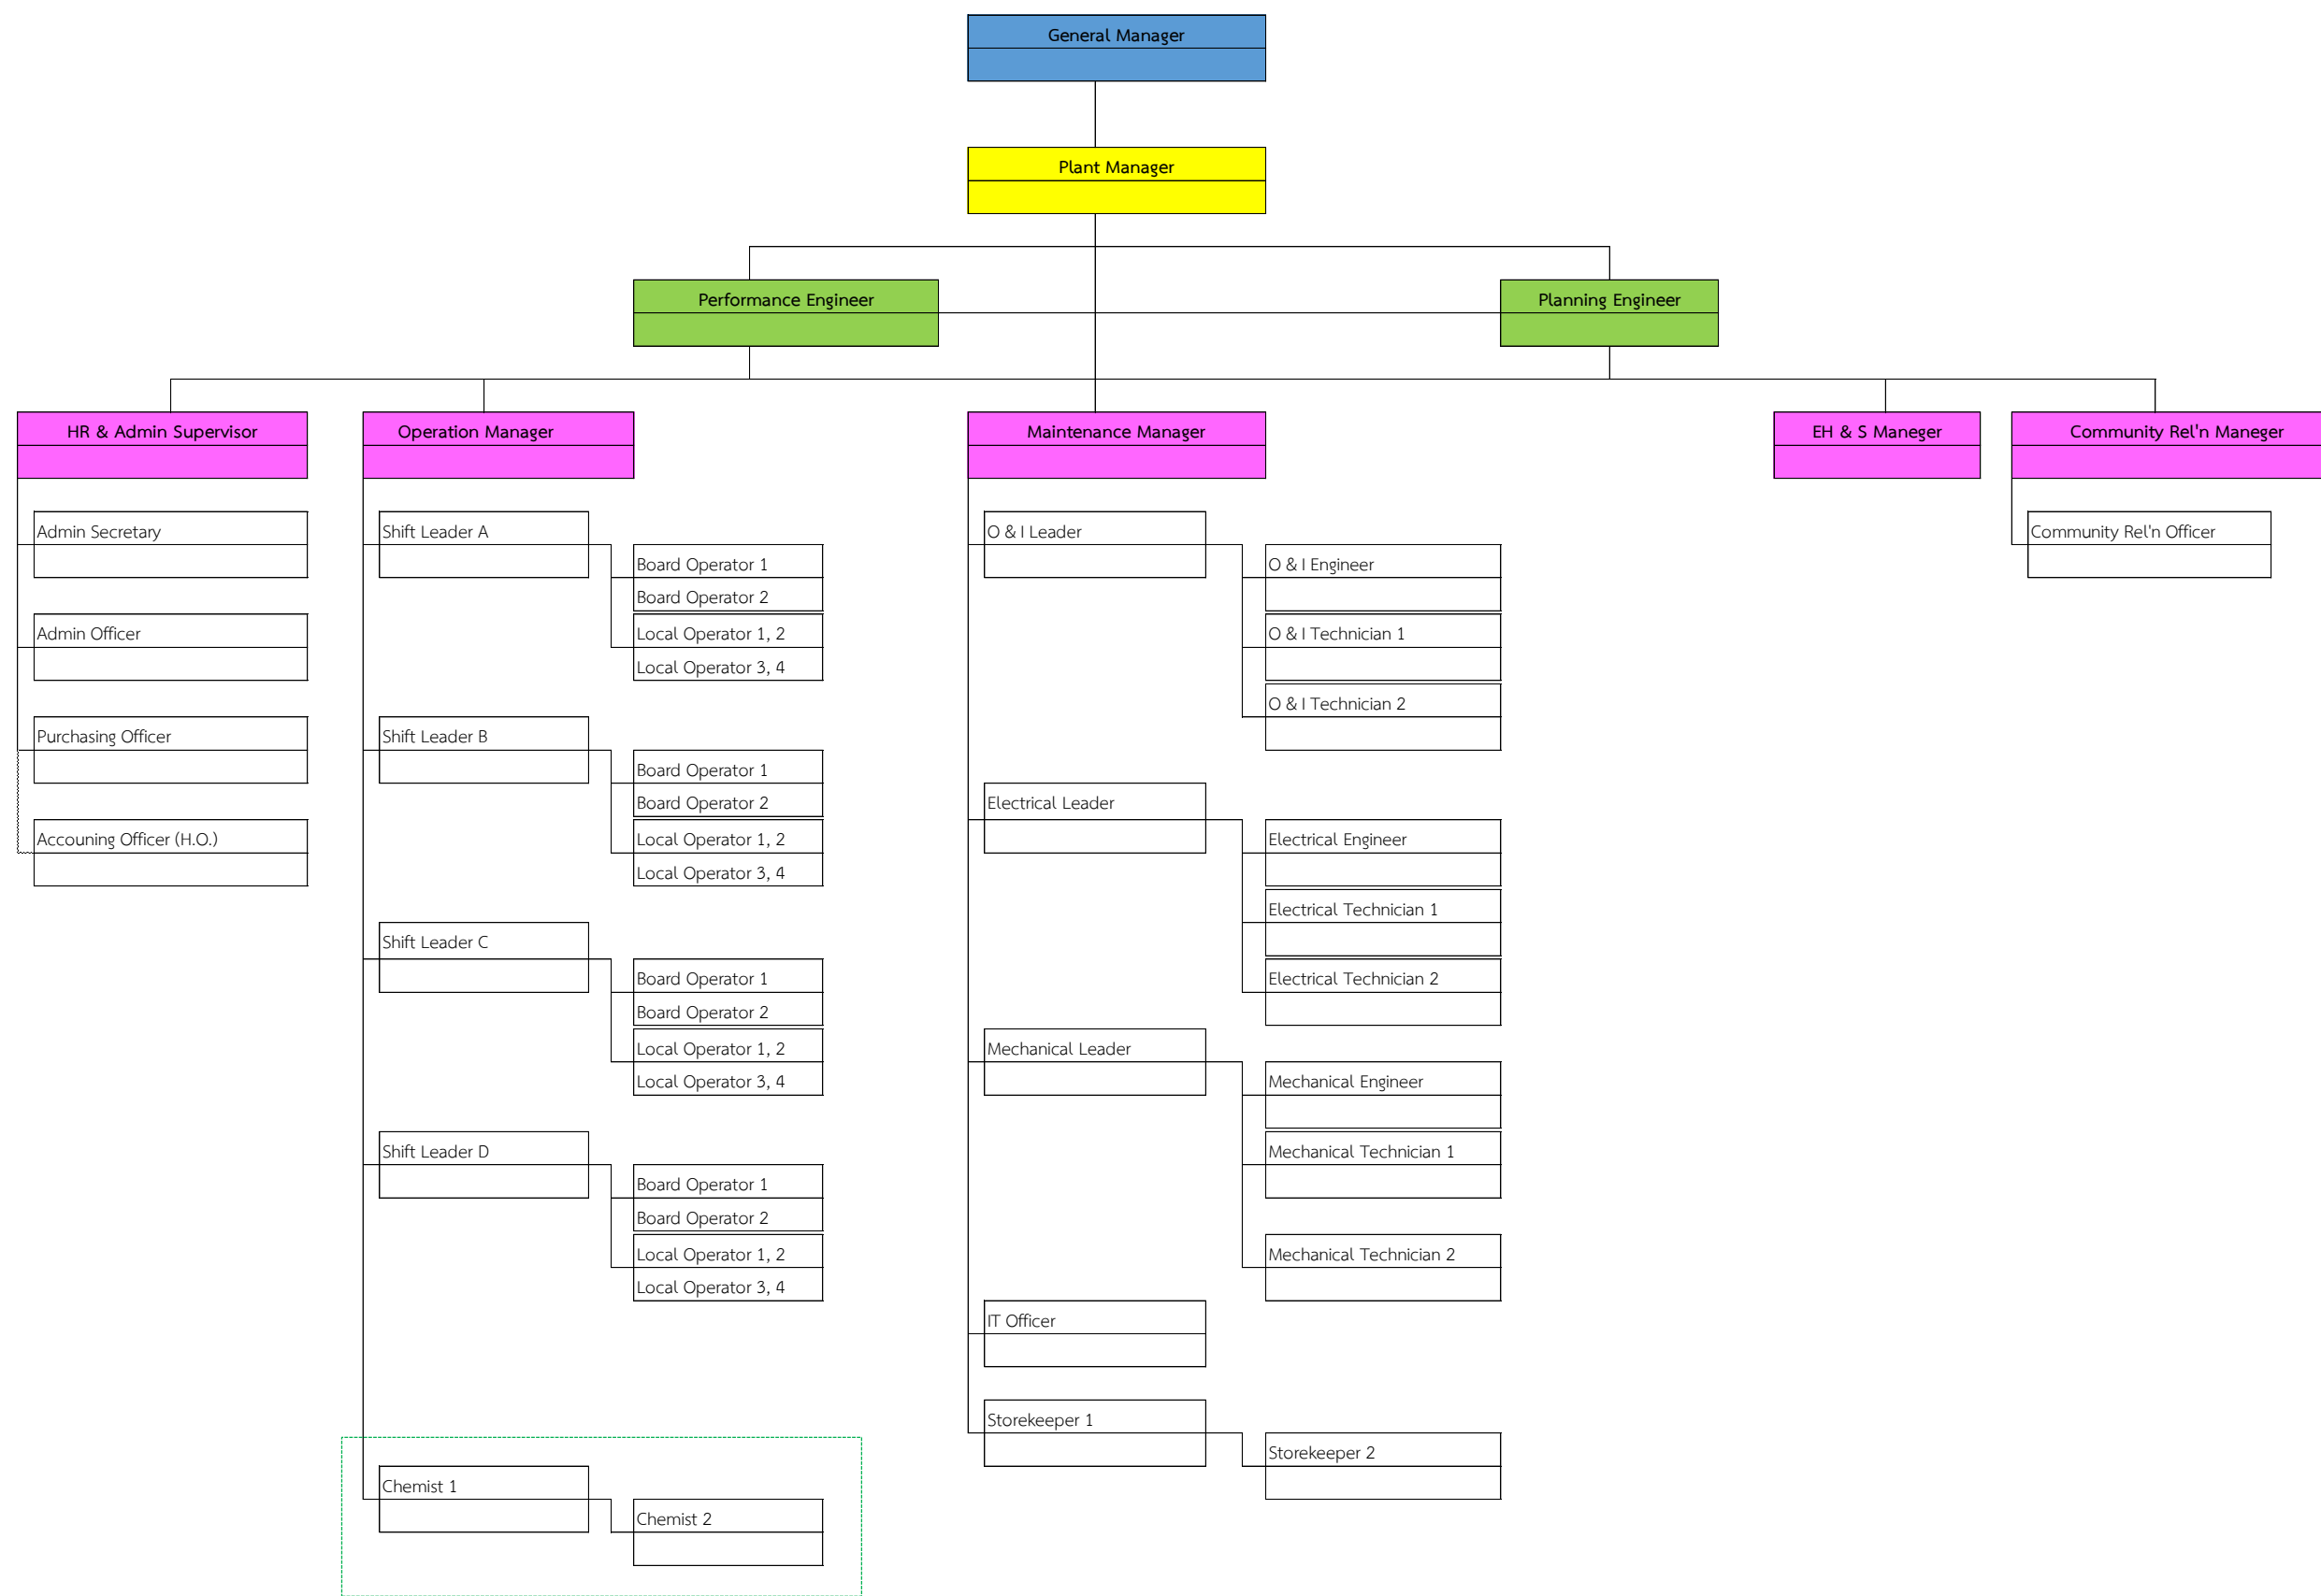 General Manager
Plant Manager
Performance Engineer
Planning Engineer
HR & Admin Supervisor
Operation Manager
Maintenance Manager
EH & S Maneger
Community Rel'n Maneger
Admin Secretary
Admin Officer
Purchasing Officer
Accouning Officer (H.O.)
Shift Leader A
Board Operator 1
Board Operator 2
Local Operator 1, 2
Local Operator 3, 4
Shift Leader B
Board Operator 1
Board Operator 2
Local Operator 1, 2
Local Operator 3, 4
Shift Leader C
Board Operator 1
Board Operator 2
Local Operator 1, 2
Local Operator 3, 4
Shift Leader D
Board Operator 1
Board Operator 2
Local Operator 1, 2
Local Operator 3, 4
Chemist 1
Chemist 2
O & I Leader
O & I Engineer
O & I Technician 1
O & I Technician 2
Electrical Leader
Electrical Engineer
Electrical Technician 1
Electrical Technician 2
Mechanical Leader
Mechanical Engineer
Mechanical Technician 1
Mechanical Technician 2
IT Officer
Storekeeper 1
Storekeeper 2
Community Rel'n Officer